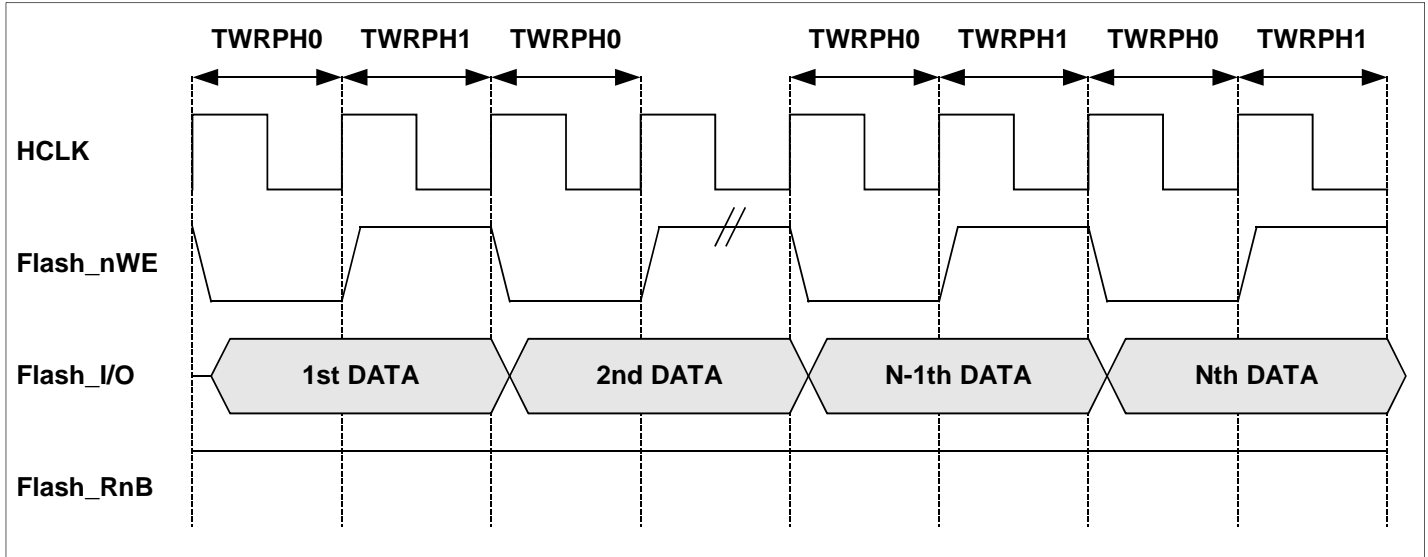 TWRPH0 TWRPH1 TWRPH0 TWRPH0 TWRPH1 TWRPH0 TWRPH1
HCLK
Flash_nWE
Flash_I/O 1st DATA 2nd DATA N-1th DATA Nth DATA
Flash_RnB